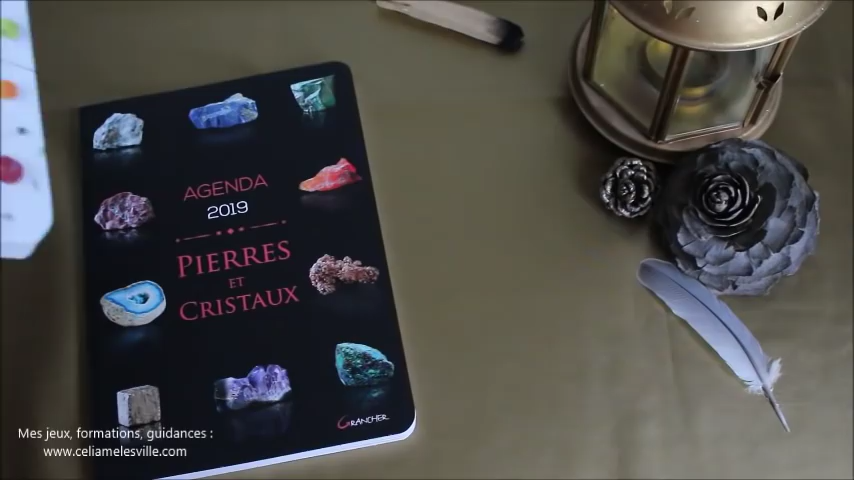 AGENDA
2019
PIERRES
ET
CRISTAUX
GRANCHER
Mes jeux, formations, guidances :
www.celiamelesville.com